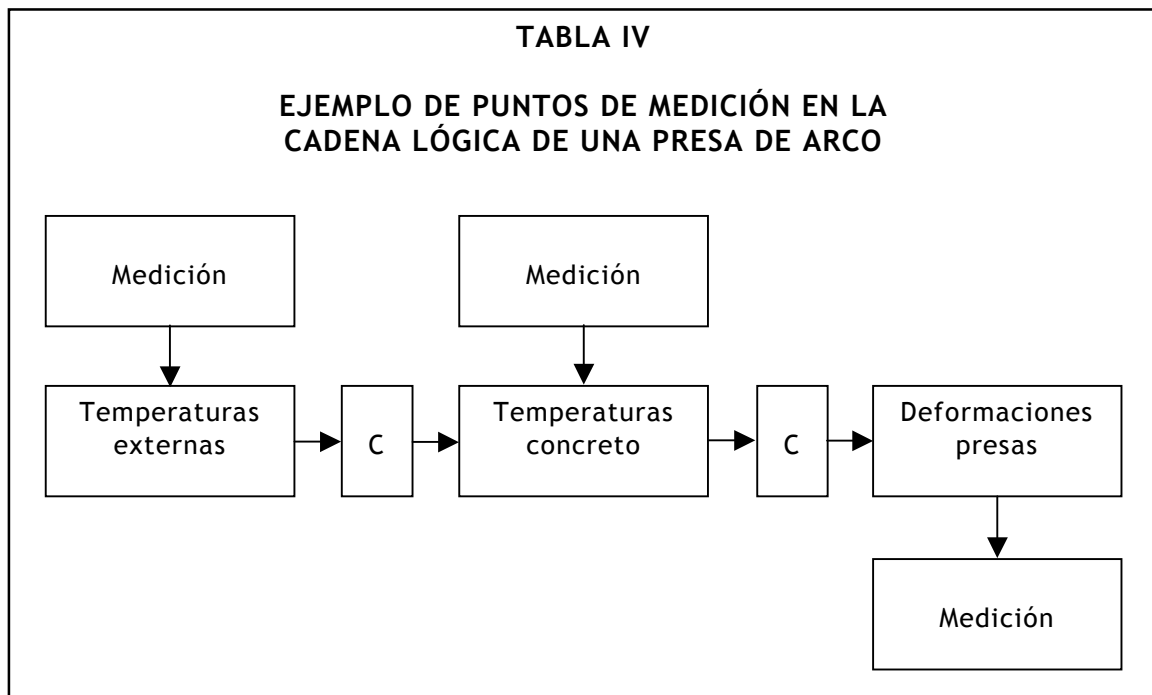 TABLA IV
EJEMPLO DE PUNTOS DE MEDICIÓN EN LA
CADENA LÓGICA DE UNA PRESA DE ARCO
Medición
Medición
Temperaturas
externas
C
Temperaturas
concreto
C
Deformaciones
presas
Medición